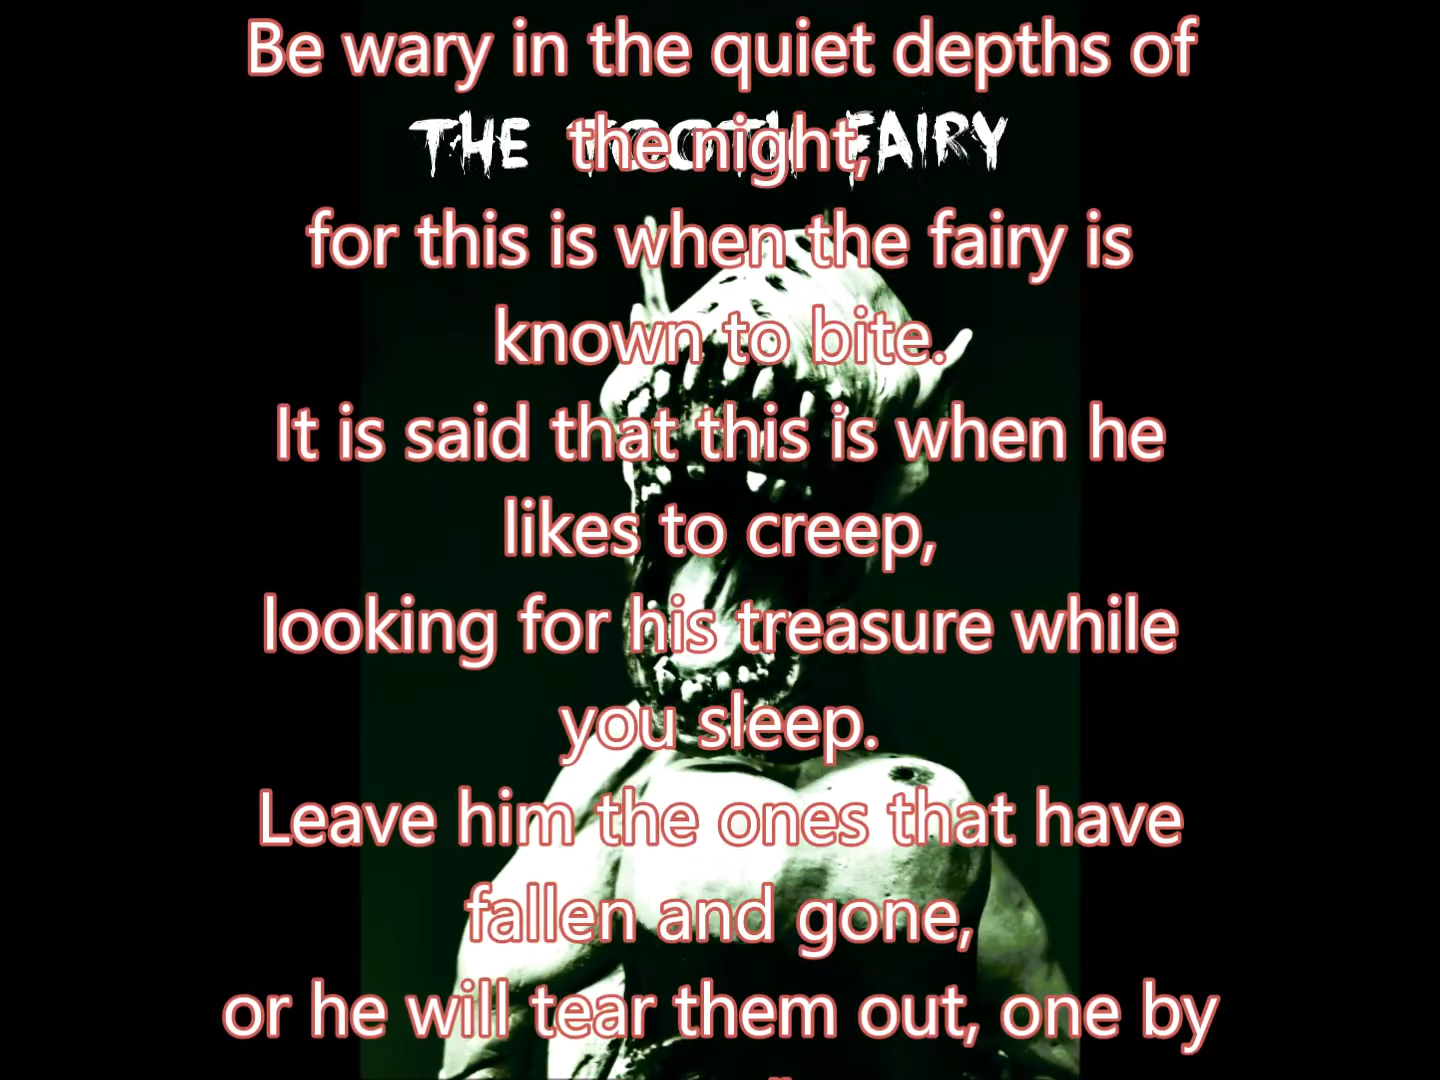 Be wary in the quiet depths of
THE TOOTH FAIRY
the night,
for this is when the fairy is
known to bite.
It is said that this is when he
likes to creep,
looking for his treasure while
you sleep.
Leave him the ones that have
fallen and gone,
or he will tear them out, one by